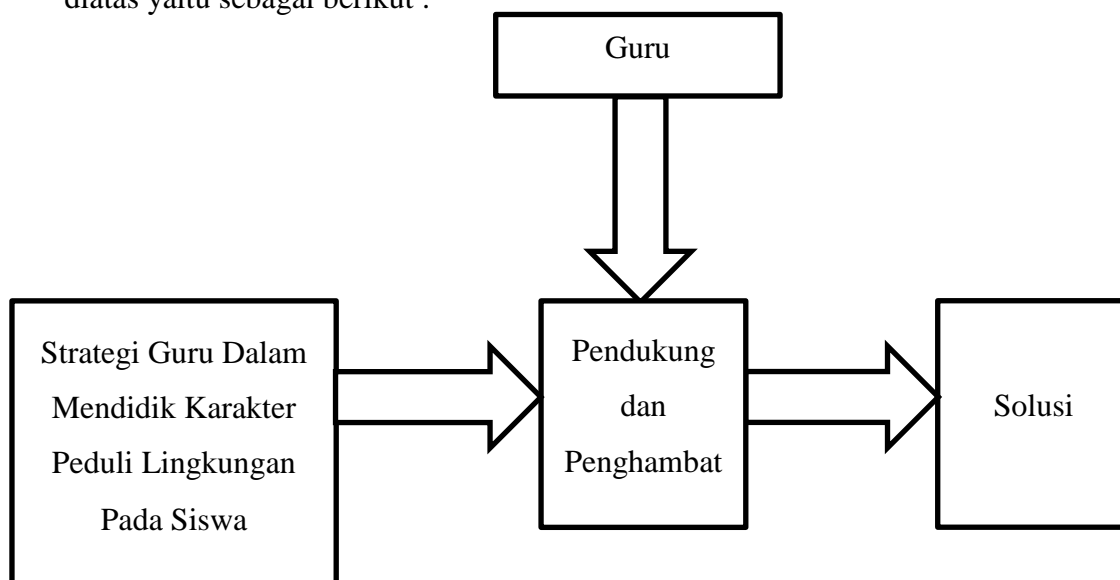 diatas yaitu sebagai berikut :
Guru
Strategi Guru Dalam
Mendidik Karakter
Peduli Lingkungan
Pada Siswa
Pendukung
dan
Penghambat
Solusi